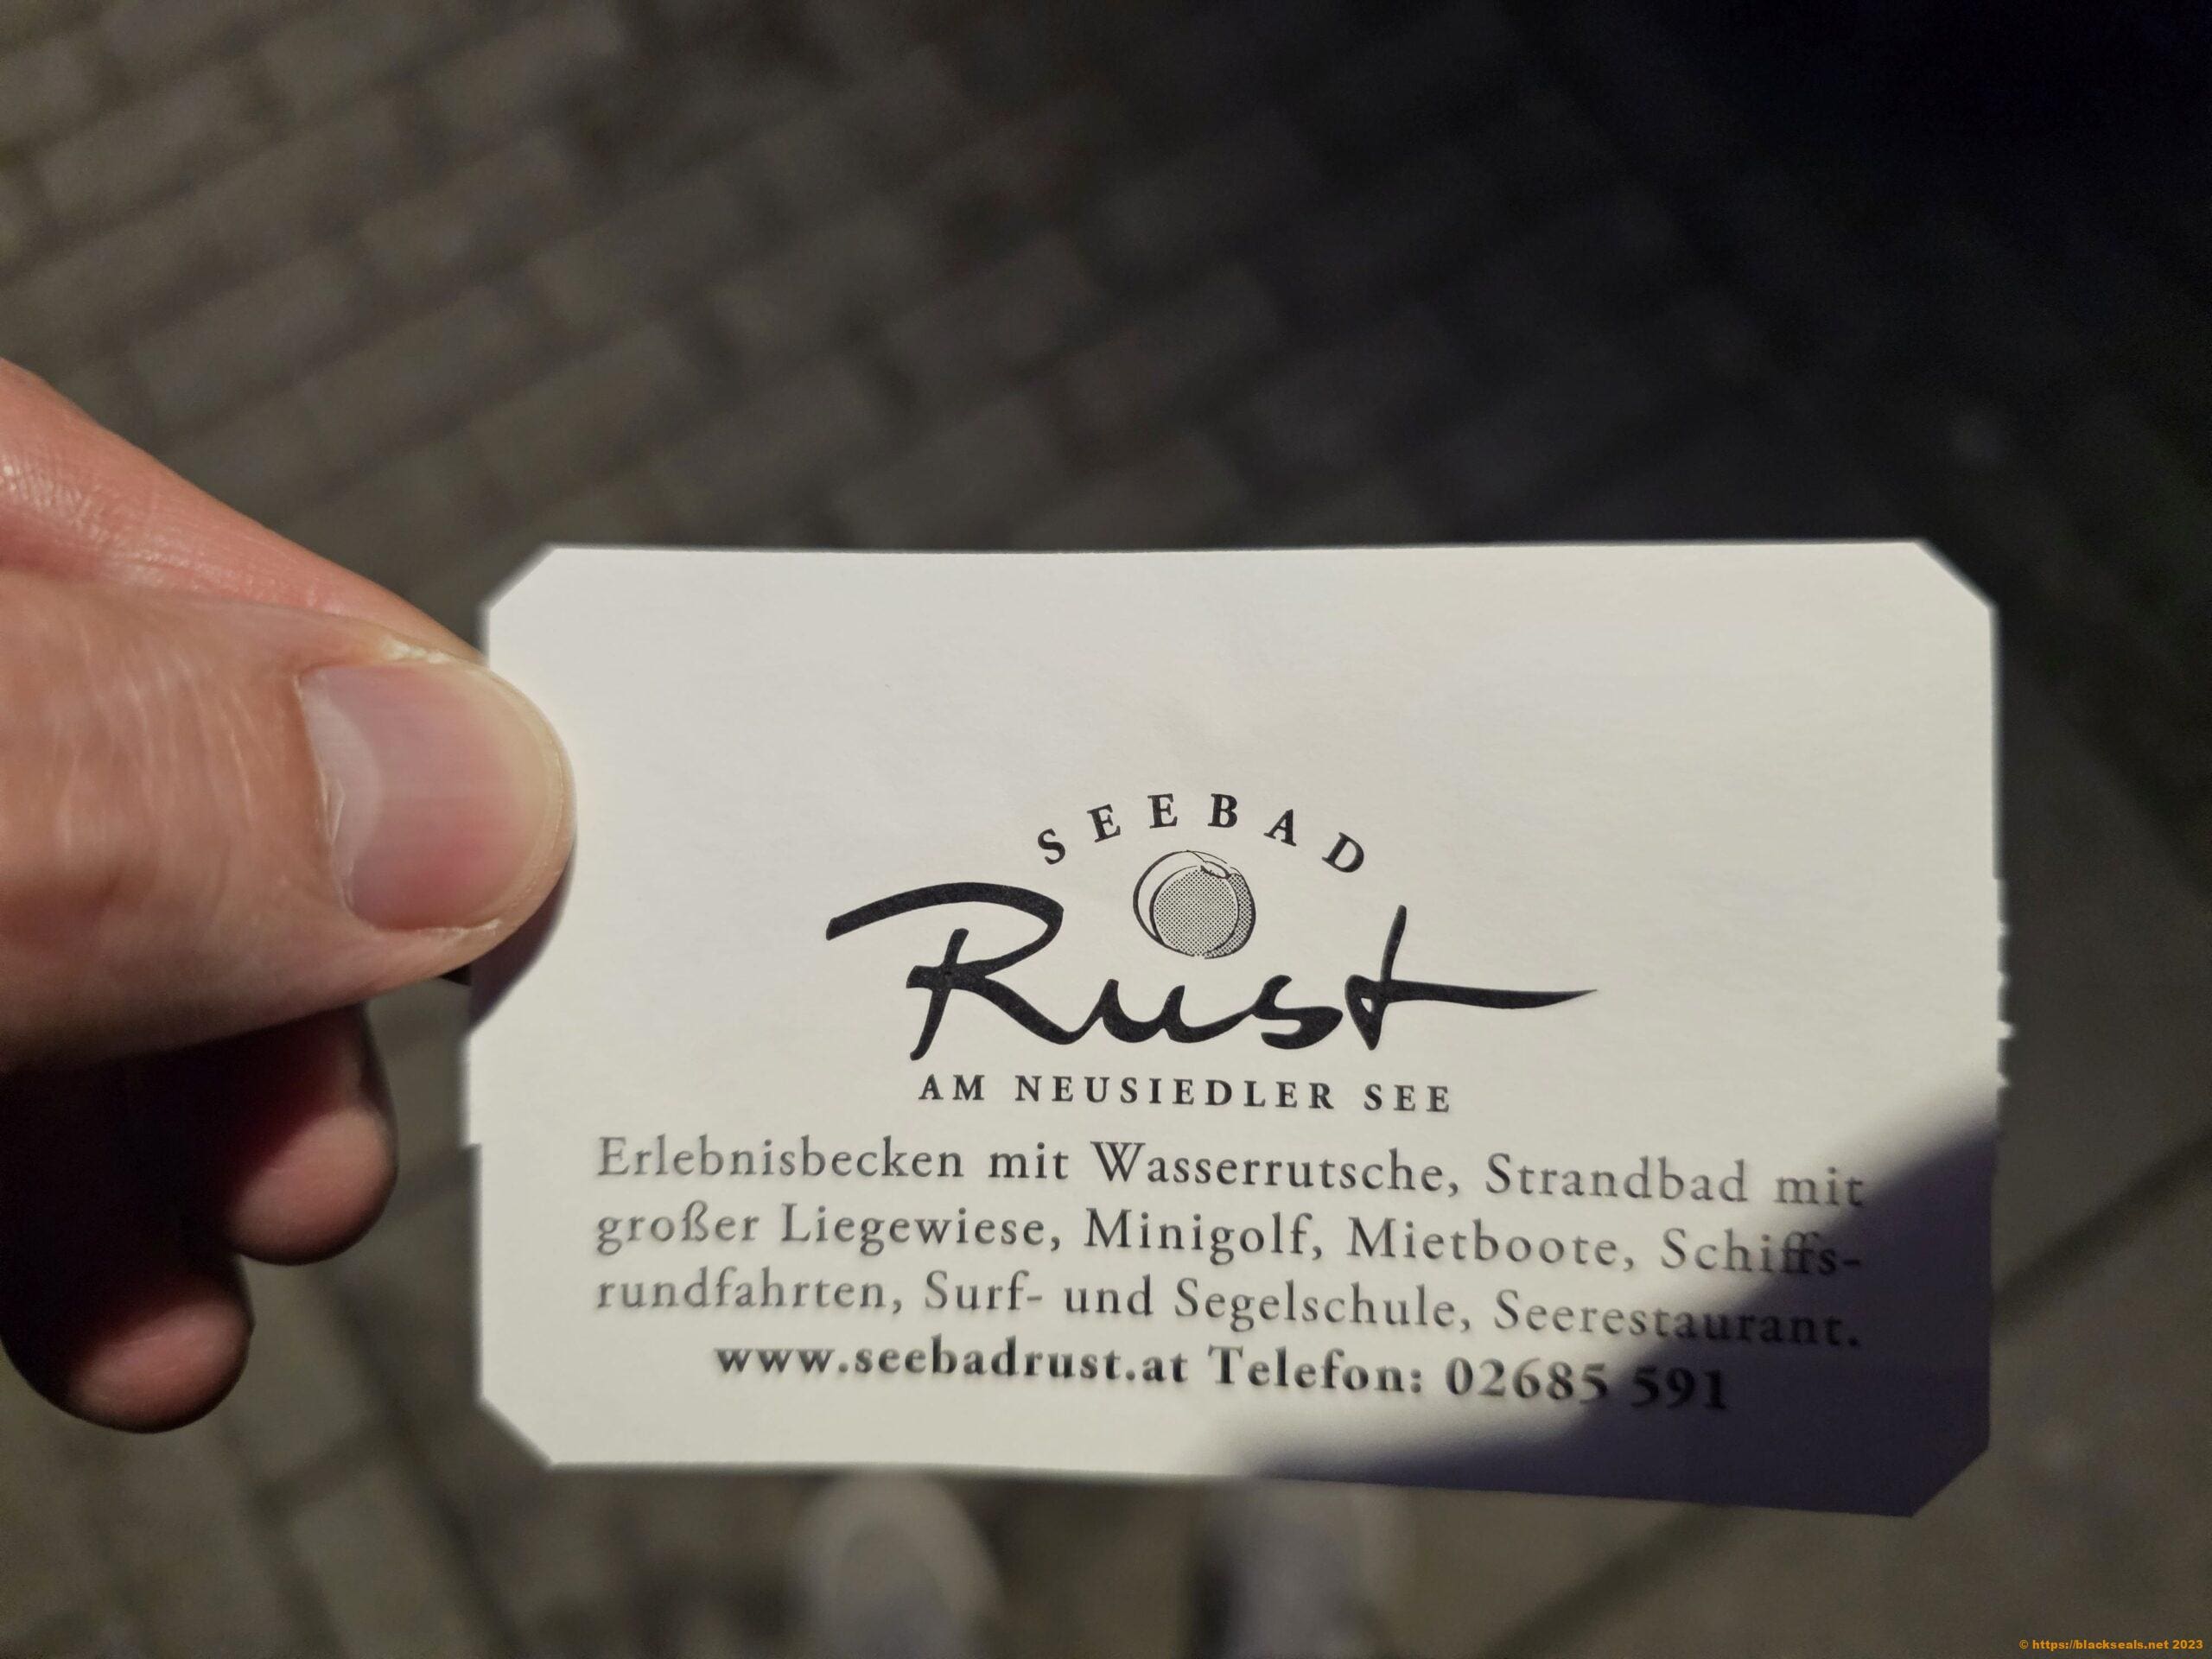 SEEBAD
Rust
AM NEUSIEDLER SEE
Erlebnisbecken mit Wasserrutsche, Strandbad mit
großer Liegewiese, Minigolf, Mietboote, Schiffs-
rundfahrten, Surf- und Segelschule, Seerestaurant.
www.seebadrust.at Telefon: 02685 591
© https://blackseals.net 2023